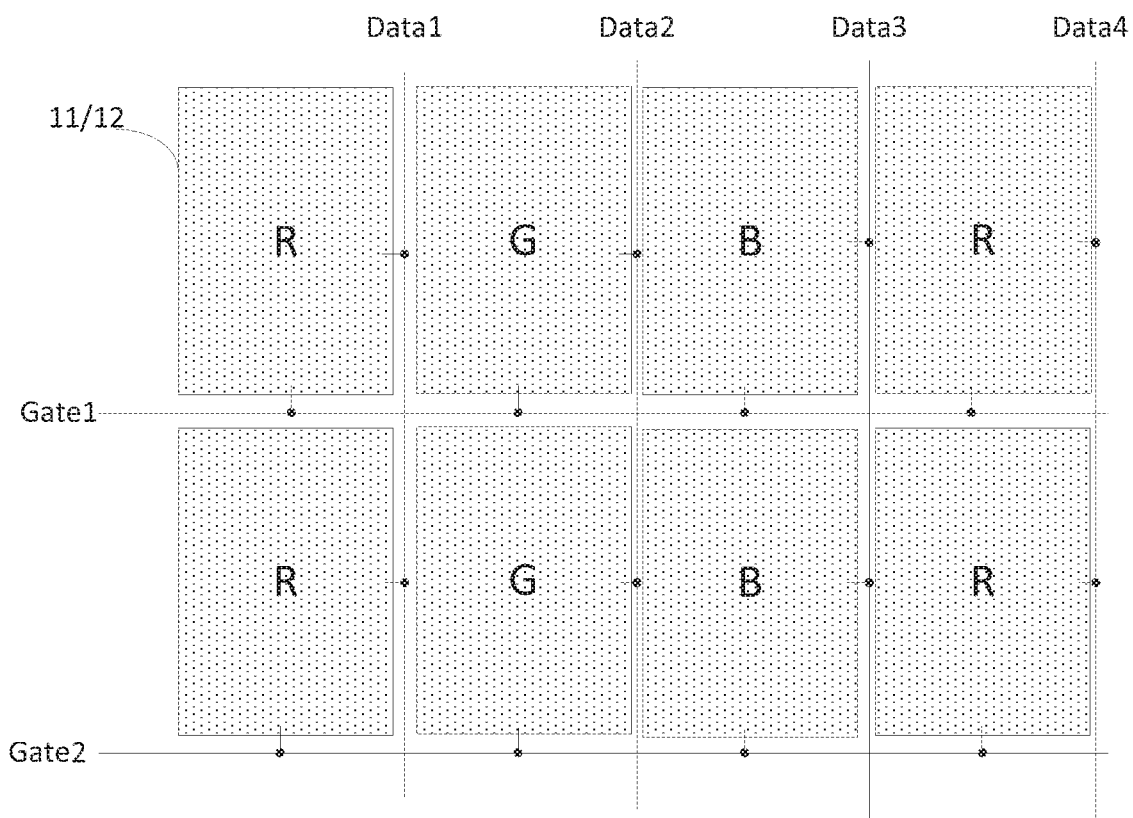 Data1 Data2 Data3 Data4
11/12
R G B R
Gate1
R G B R
Gate2